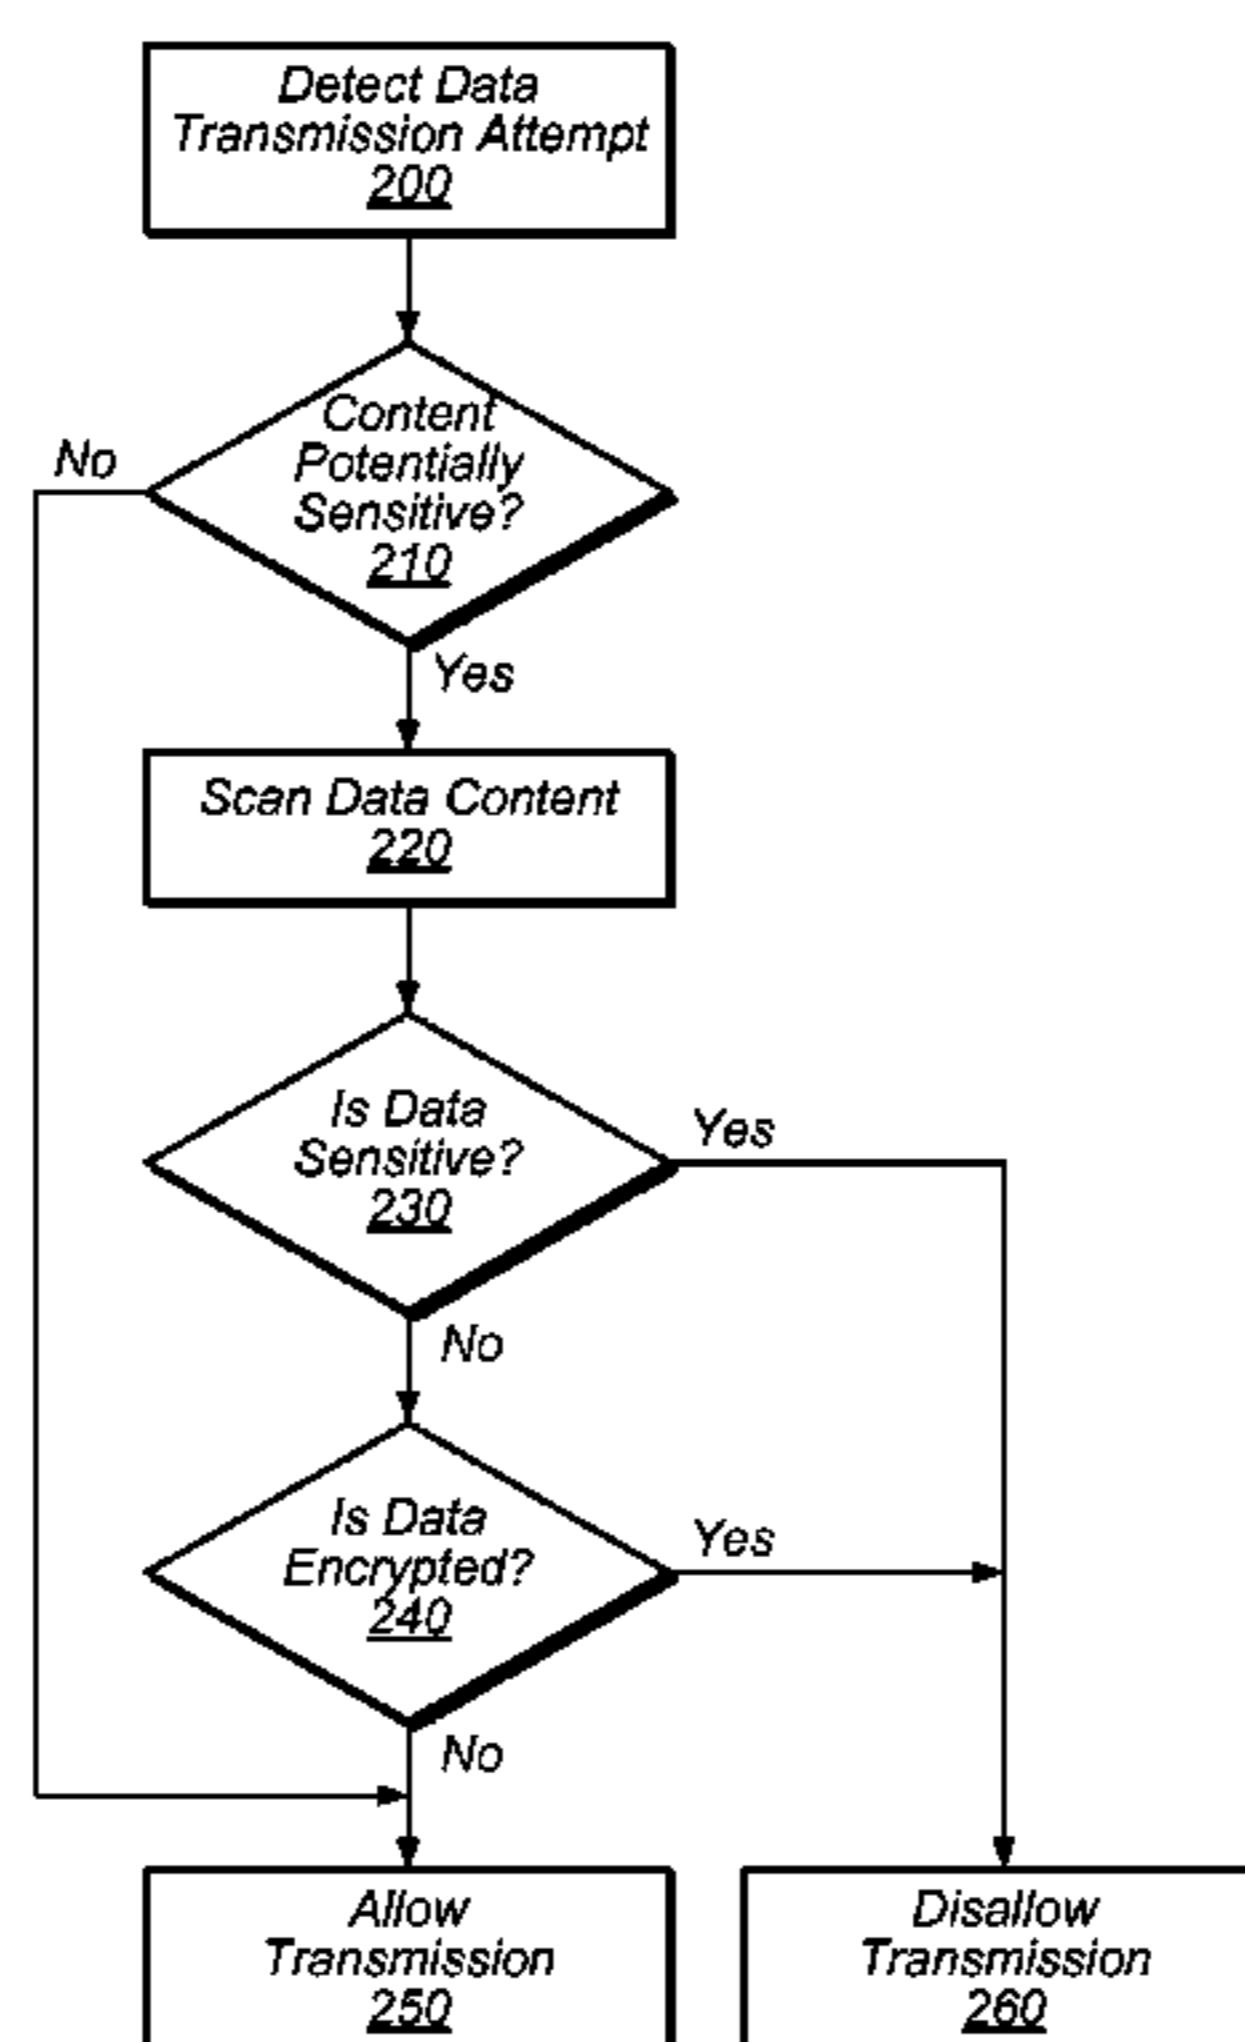 Detect Data
Transmission Attempt
200
Content
Potentially
Sensitive?
210
No
Yes
Scan Data Content
220
Is Data
Sensitive?
230
Yes
No
Is Data
Encrypted?
240
Yes
No
Allow
Transmission
250
Disallow
Transmission
260